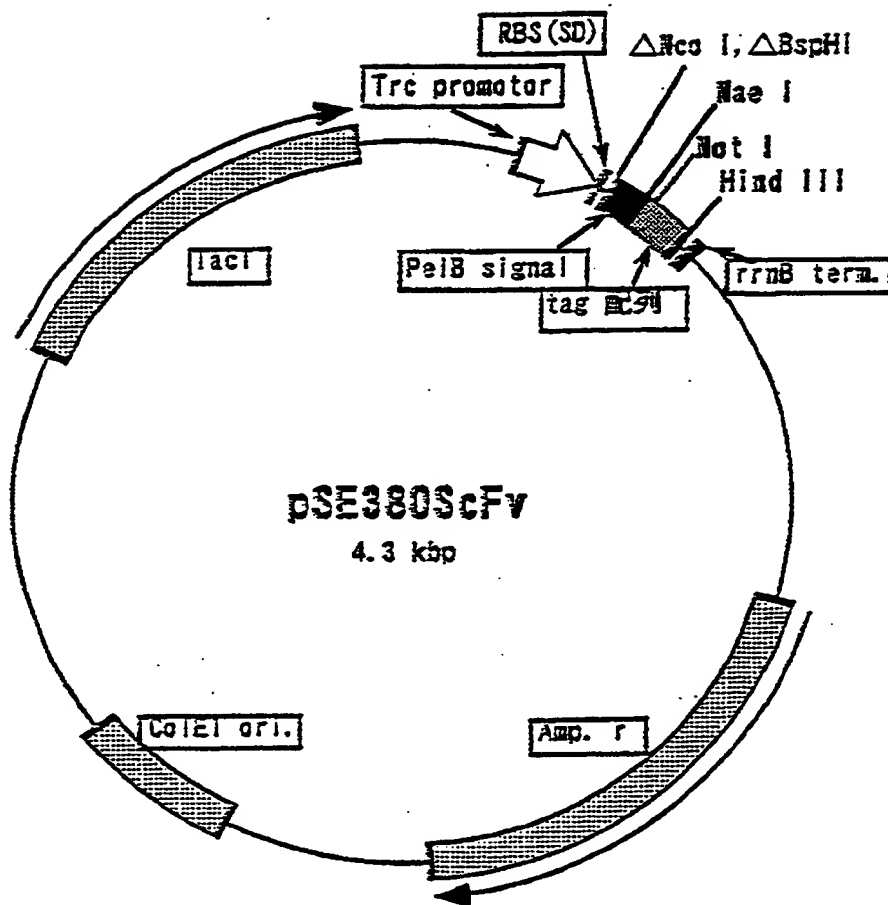 RBS(SD)
△Nco I, △BspHI
Trc promotor
Nae I
Not I
Hind III
lacI
PelB signal
rrnB term.
tag 配列
pSE380ScFv
4.3 kbp
ColEI ori.
Amp. r